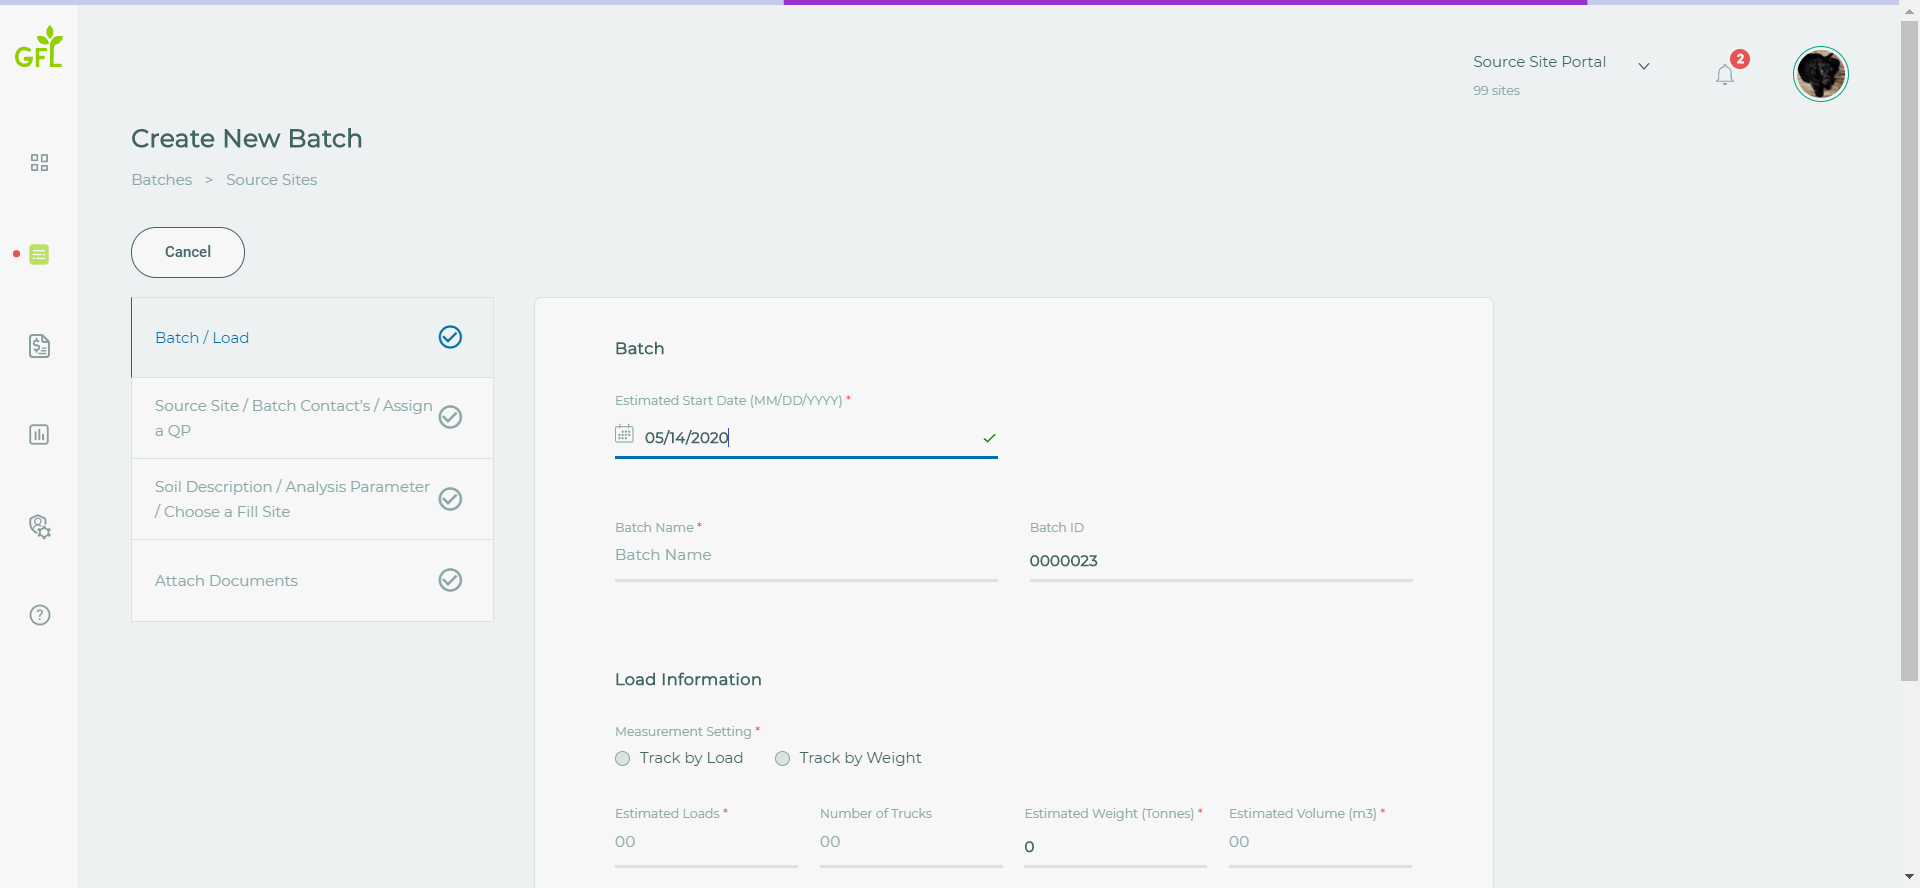 GFL
Source Site Portal
99 sites
2
Create New Batch
Batches > Source Sites
Cancel
Batch / Load
Source Site / Batch Contact's / Assign
a QP
Soil Description / Analysis Parameter
/ Choose a Fill Site
Attach Documents
Batch
Estimated Start Date (MM/DD/YYYY) *
05/14/2020
Batch Name *
Batch ID
Batch Name
0000023
Load Information
Measurement Setting *
Track by Load
Track by Weight
Estimated Loads *
Number of Trucks
Estimated Weight (Tonnes) *
Estimated Volume (m3) *
00
00
0
00